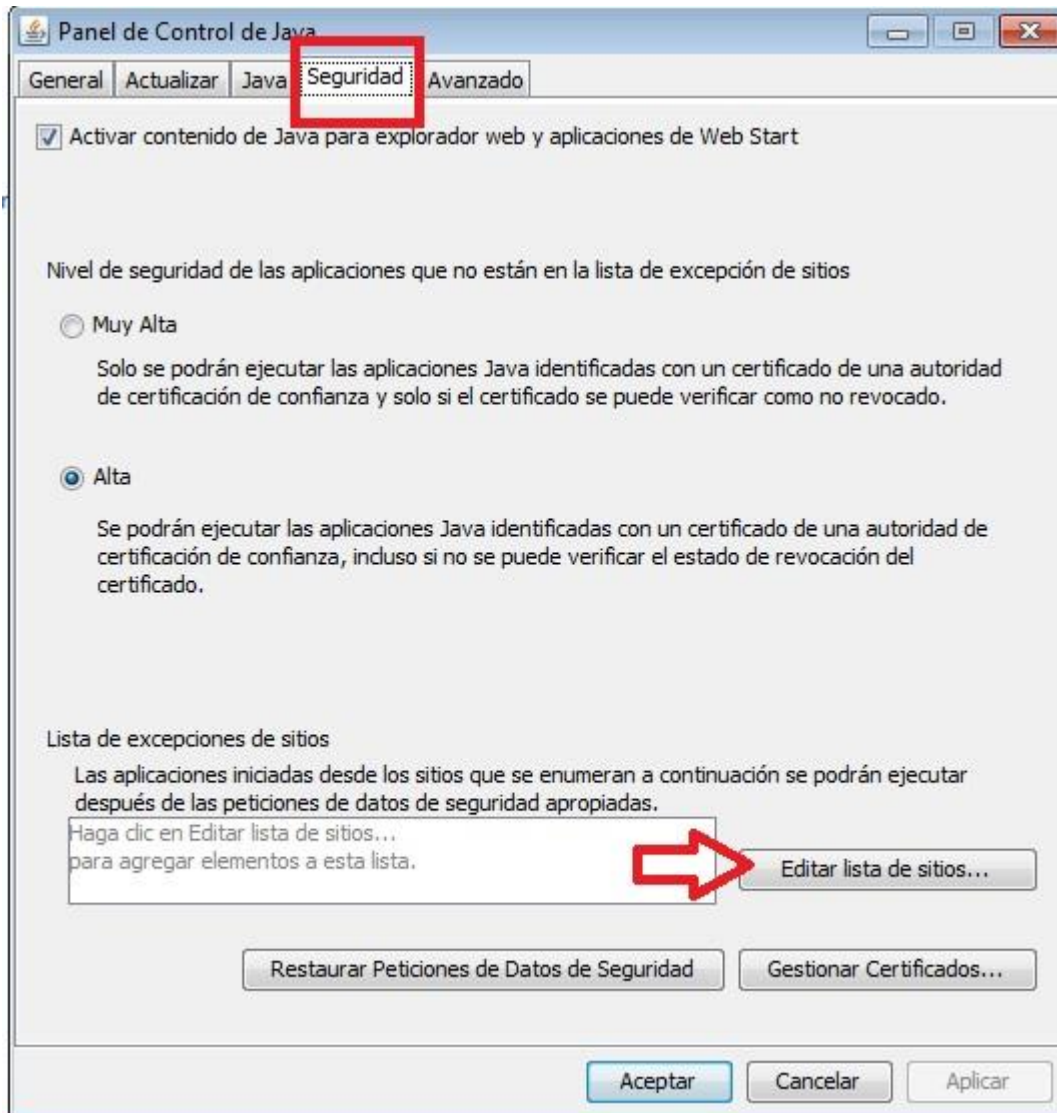 Panel de Control de Java
General Actualizar Java Seguridad Avanzado
Activar contenido de Java para explorador web y aplicaciones de Web Start
Nivel de seguridad de las aplicaciones que no están en la lista de excepción de sitios
Muy Alta
Solo se podrán ejecutar las aplicaciones Java identificadas con un certificado de una autoridad
de certificación de confianza y solo si el certificado se puede verificar como no revocado.
Alta
Se podrán ejecutar las aplicaciones Java identificadas con un certificado de una autoridad de
certificación de confianza, incluso si no se puede verificar el estado de revocación del
certificado.
Lista de excepciones de sitios
Las aplicaciones iniciadas desde los sitios que se enumeran a continuación se podrán ejecutar
después de las peticiones de datos de seguridad apropiadas.
Haga clic en Editar lista de sitios...
para agregar elementos a esta lista.
Editar lista de sitios...
Restaurar Peticiones de Datos de Seguridad Gestionar Certificados...
Aceptar Cancelar Aplicar